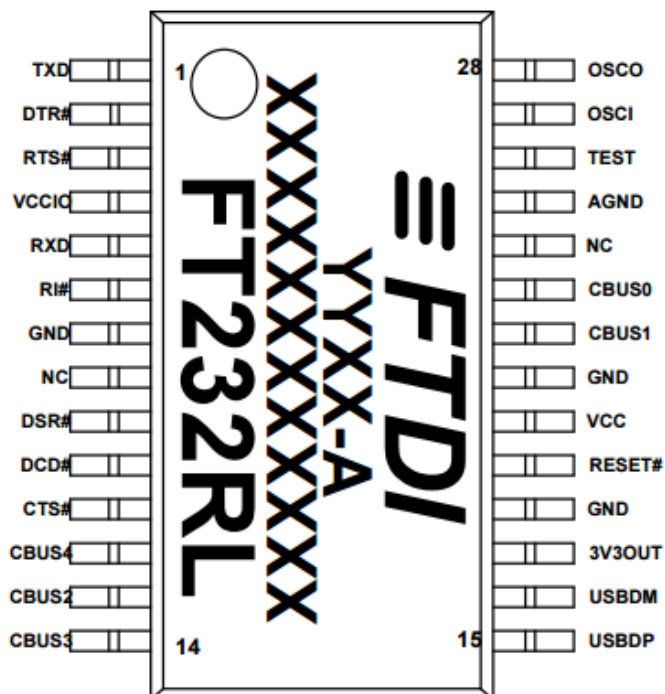 TXD
DTR#
RTS#
VCCIO
RXD
RI#
GND
NC
DSR#
DCD#
CTS#
CBUS4
CBUS2
CBUS3
1
14
FT232RL
XXXXXXXXXXXX
YYXX-A
FTDI
28
15
OSCO
OSCI
TEST
AGND
NC
CBUS0
CBUS1
GND
VCC
RESET#
GND
3V3OUT
USBDM
USBDP